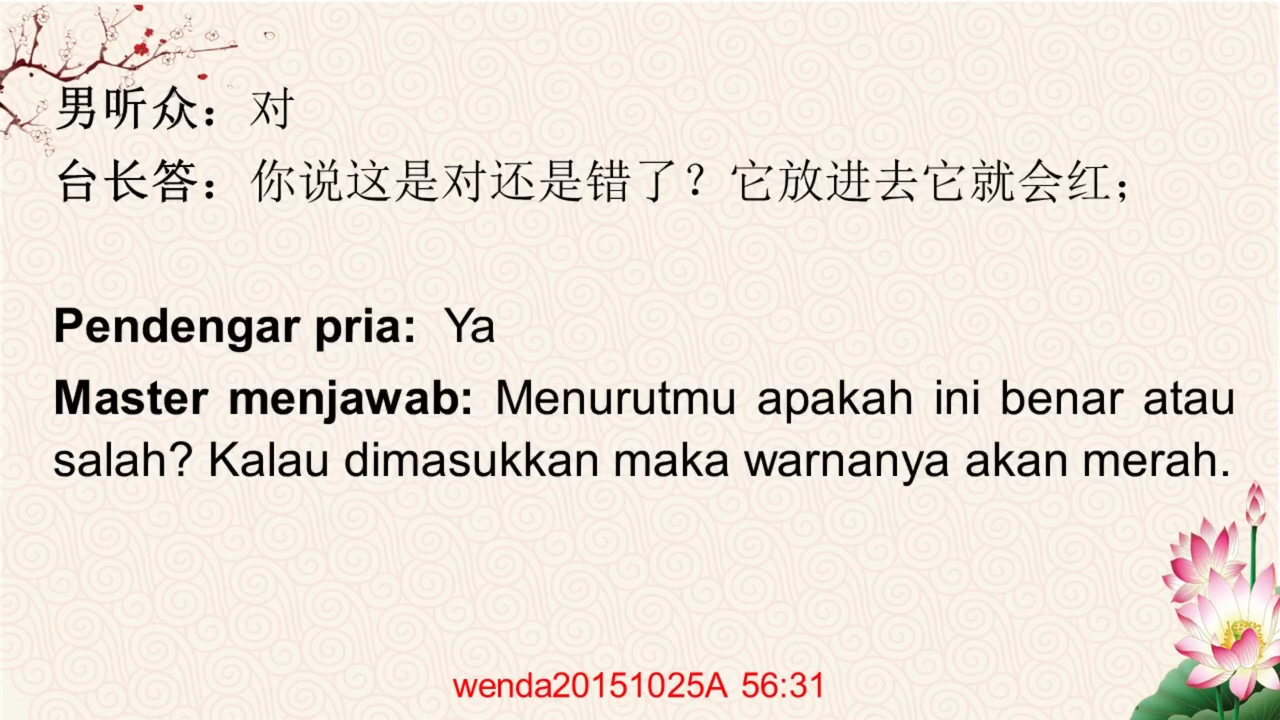 男听众：对
台长答：你说这是对还是错了？它放进去它就会红；
Pendengar pria: Ya
Master menjawab: Menurutmu apakah ini benar atau
salah? Kalau dimasukkan maka warnanya akan merah.
wenda20151025A 56:31